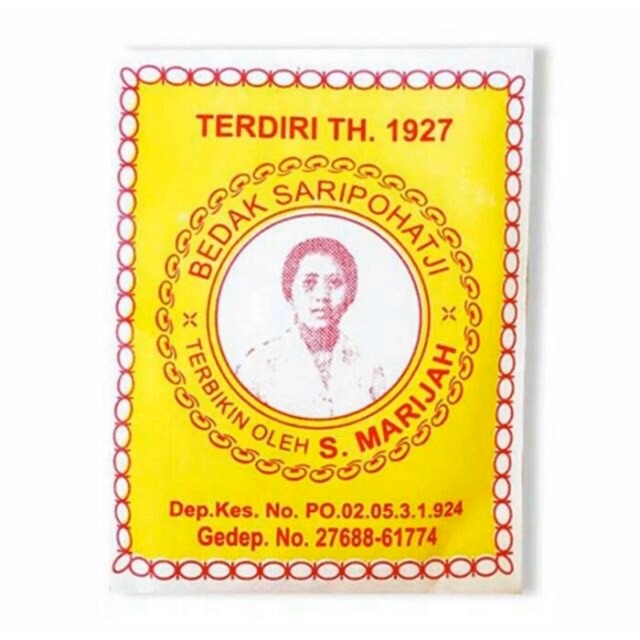 TERDIRI TH. 1927
BEDAK SARIPOHATJI
TERBIKIN OLEH S. MARIJAH
Dep.Kes. No. PO.02.05.3.1.924
Gedep. No. 27688-61774